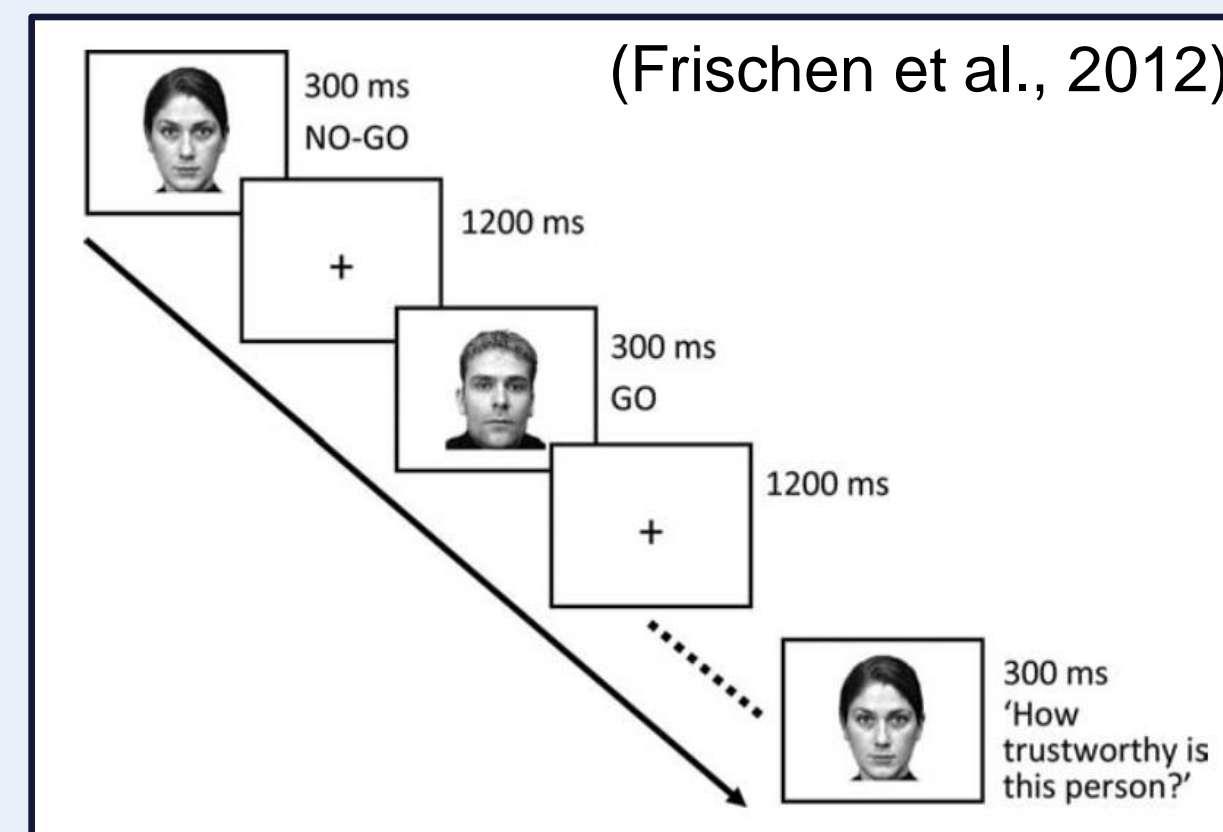 (Frischen et al., 2012)
300 ms
NO-GO
1200 ms
+
300 ms
GO
1200 ms
+
300 ms
‘How
trustworthy is
this person?’